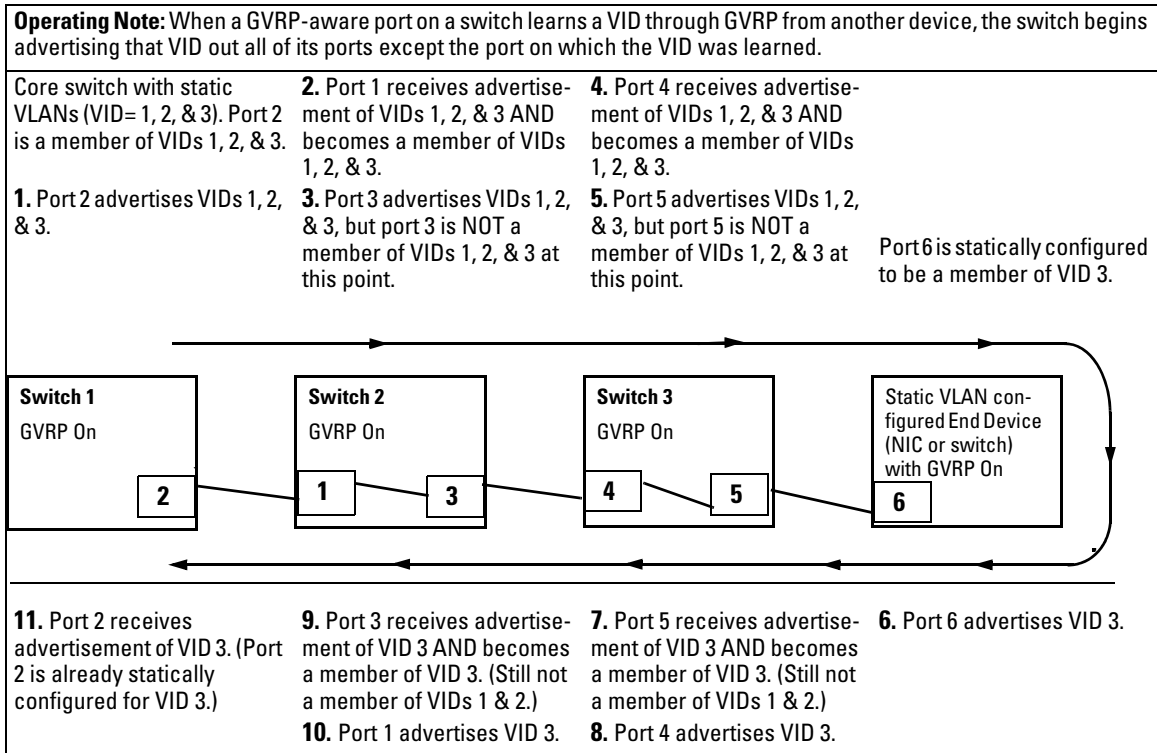 Operating Note: When a GVRP-aware port on a switch learns a VID through GVRP from another device, the switch begins
advertising that VID out all of its ports except the port on which the VID was learned.
Core switch with static
VLANs (VID= 1, 2, & 3). Port 2
is a member of VIDs 1, 2, & 3.
1. Port 2 advertises VIDs 1, 2,
& 3.
2. Port 1 receives advertise-
ment of VIDs 1, 2, & 3 AND
becomes a member of VIDs
1, 2, & 3.
3. Port 3 advertises VIDs 1, 2,
& 3, but port 3 is NOT a
member of VIDs 1, 2, & 3 at
this point.
4. Port 4 receives advertise-
ment of VIDs 1, 2, & 3 AND
becomes a member of VIDs
1, 2, & 3.
5. Port 5 advertises VIDs 1, 2,
& 3, but port 5 is NOT a
member of VIDs 1, 2, & 3 at
this point.
Port 6 is statically configured
to be a member of VID 3.
Switch 1
GVRP On
2
Switch 2
GVRP On
1
3
Switch 3
GVRP On
4
5
Static VLAN con-
figured End Device
(NIC or switch)
with GVRP On
6
11. Port 2 receives
advertisement of VID 3. (Port
2 is already statically
configured for VID 3.)
9. Port 3 receives advertise-
ment of VID 3 AND becomes
a member of VID 3. (Still not
a member of VIDs 1 & 2.)
10. Port 1 advertises VID 3.
7. Port 5 receives advertise-
ment of VID 3 AND becomes
a member of VID 3. (Still not
a member of VIDs 1 & 2.)
8. Port 4 advertises VID 3.
6. Port 6 advertises VID 3.